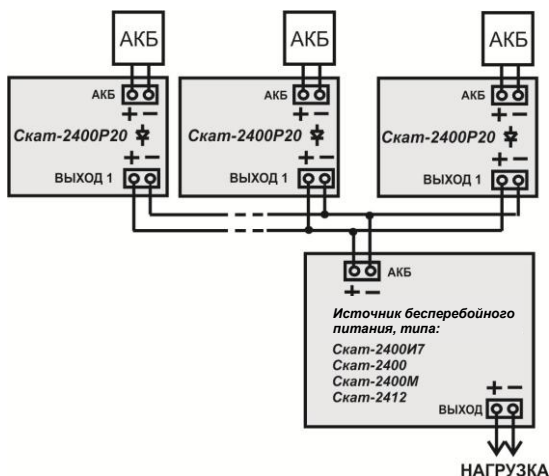 АКБ
АКБ
АКБ
АКБ
+ −
Скат-2400Р20
+ −
ВЫХОД 1
АКБ
+ −
Скат-2400Р20
+ −
ВЫХОД 1
АКБ
+ −
Скат-2400Р20
+ −
ВЫХОД 1
АКБ
+ −
Источник бесперебойного
питания, типа:
Скат-2400И7
Скат-2400
Скат-2400М
Скат-2412
+ −
ВЫХОД
НАГРУЗКА